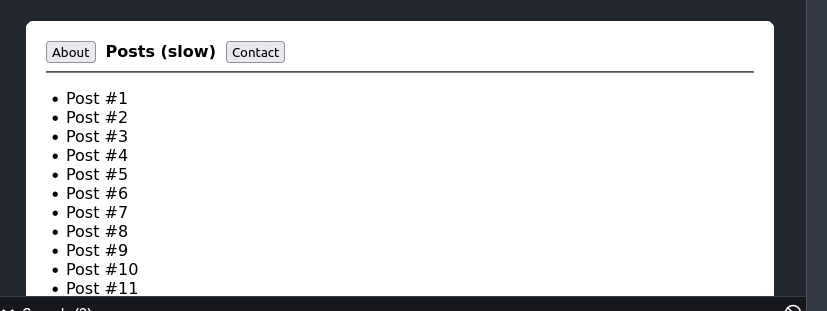 About Posts (slow) Contact
Post #1
Post #2
Post #3
Post #4
Post #5
Post #6
Post #7
Post #8
Post #9
Post #10
Post #11